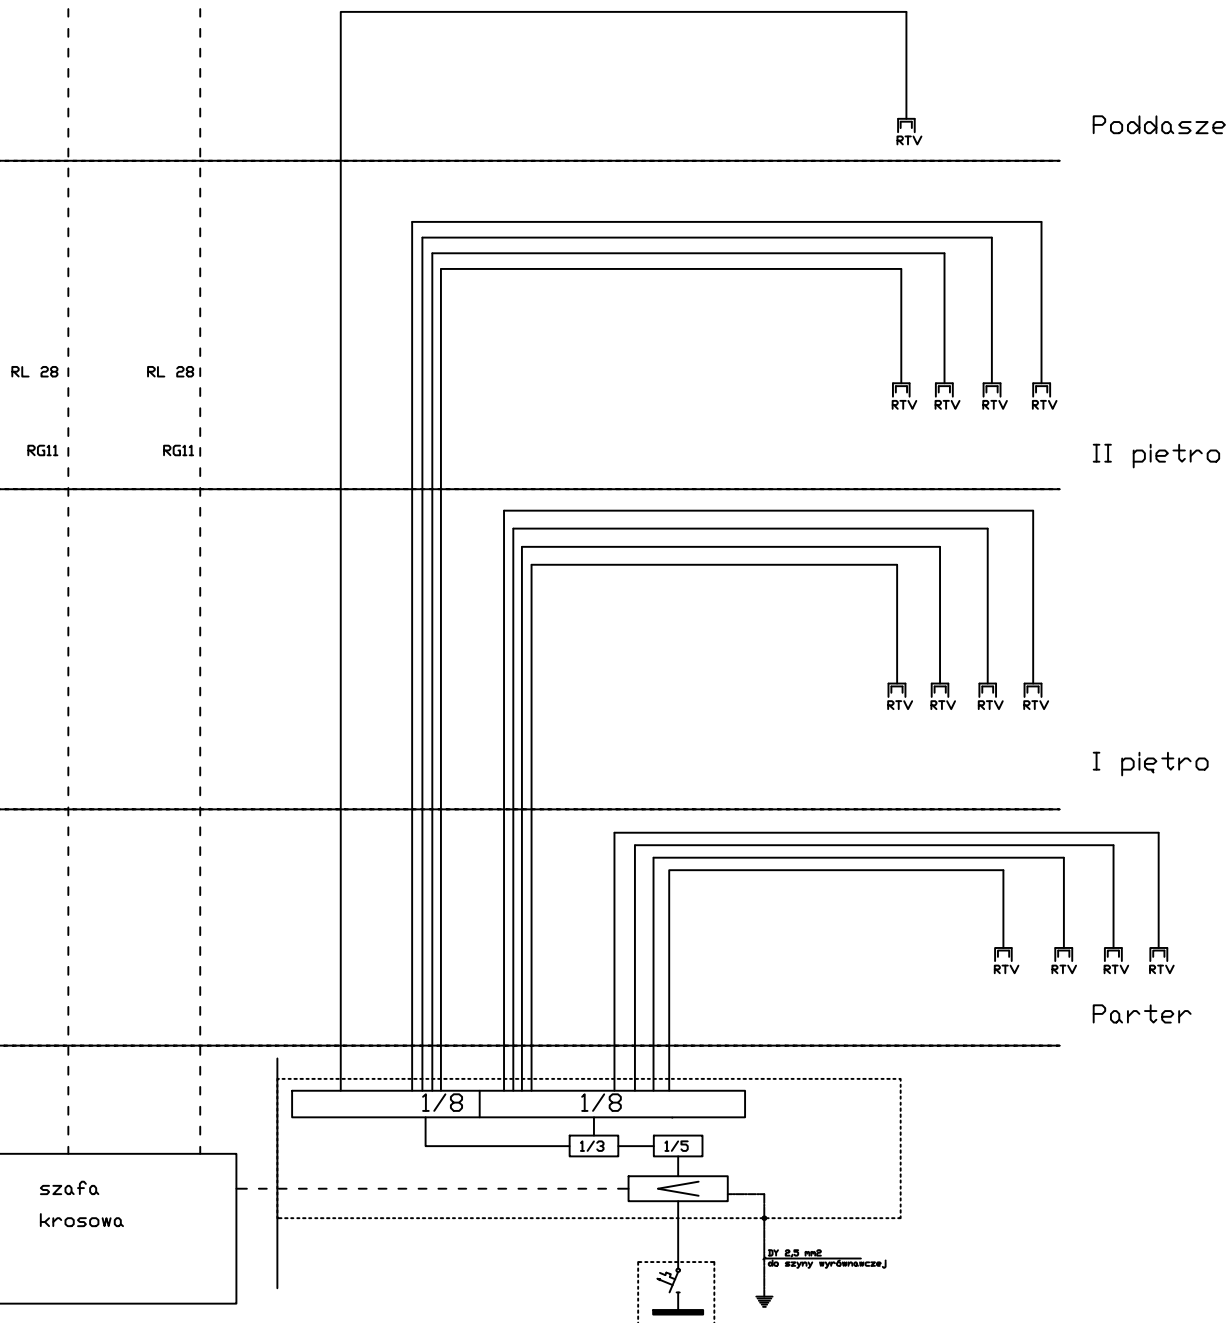 RTV
Poddasze
RL 28 RL 28
RTV RTV RTV RTV
RG11 RG11
II pietro
RTV RTV RTV RTV
I piętro
RTV RTV RTV RTV
Parter
1/8 1/8
1/3 1/5
szafa
krosowa
DY 2,5 mm2
do szyny wyrównawczej